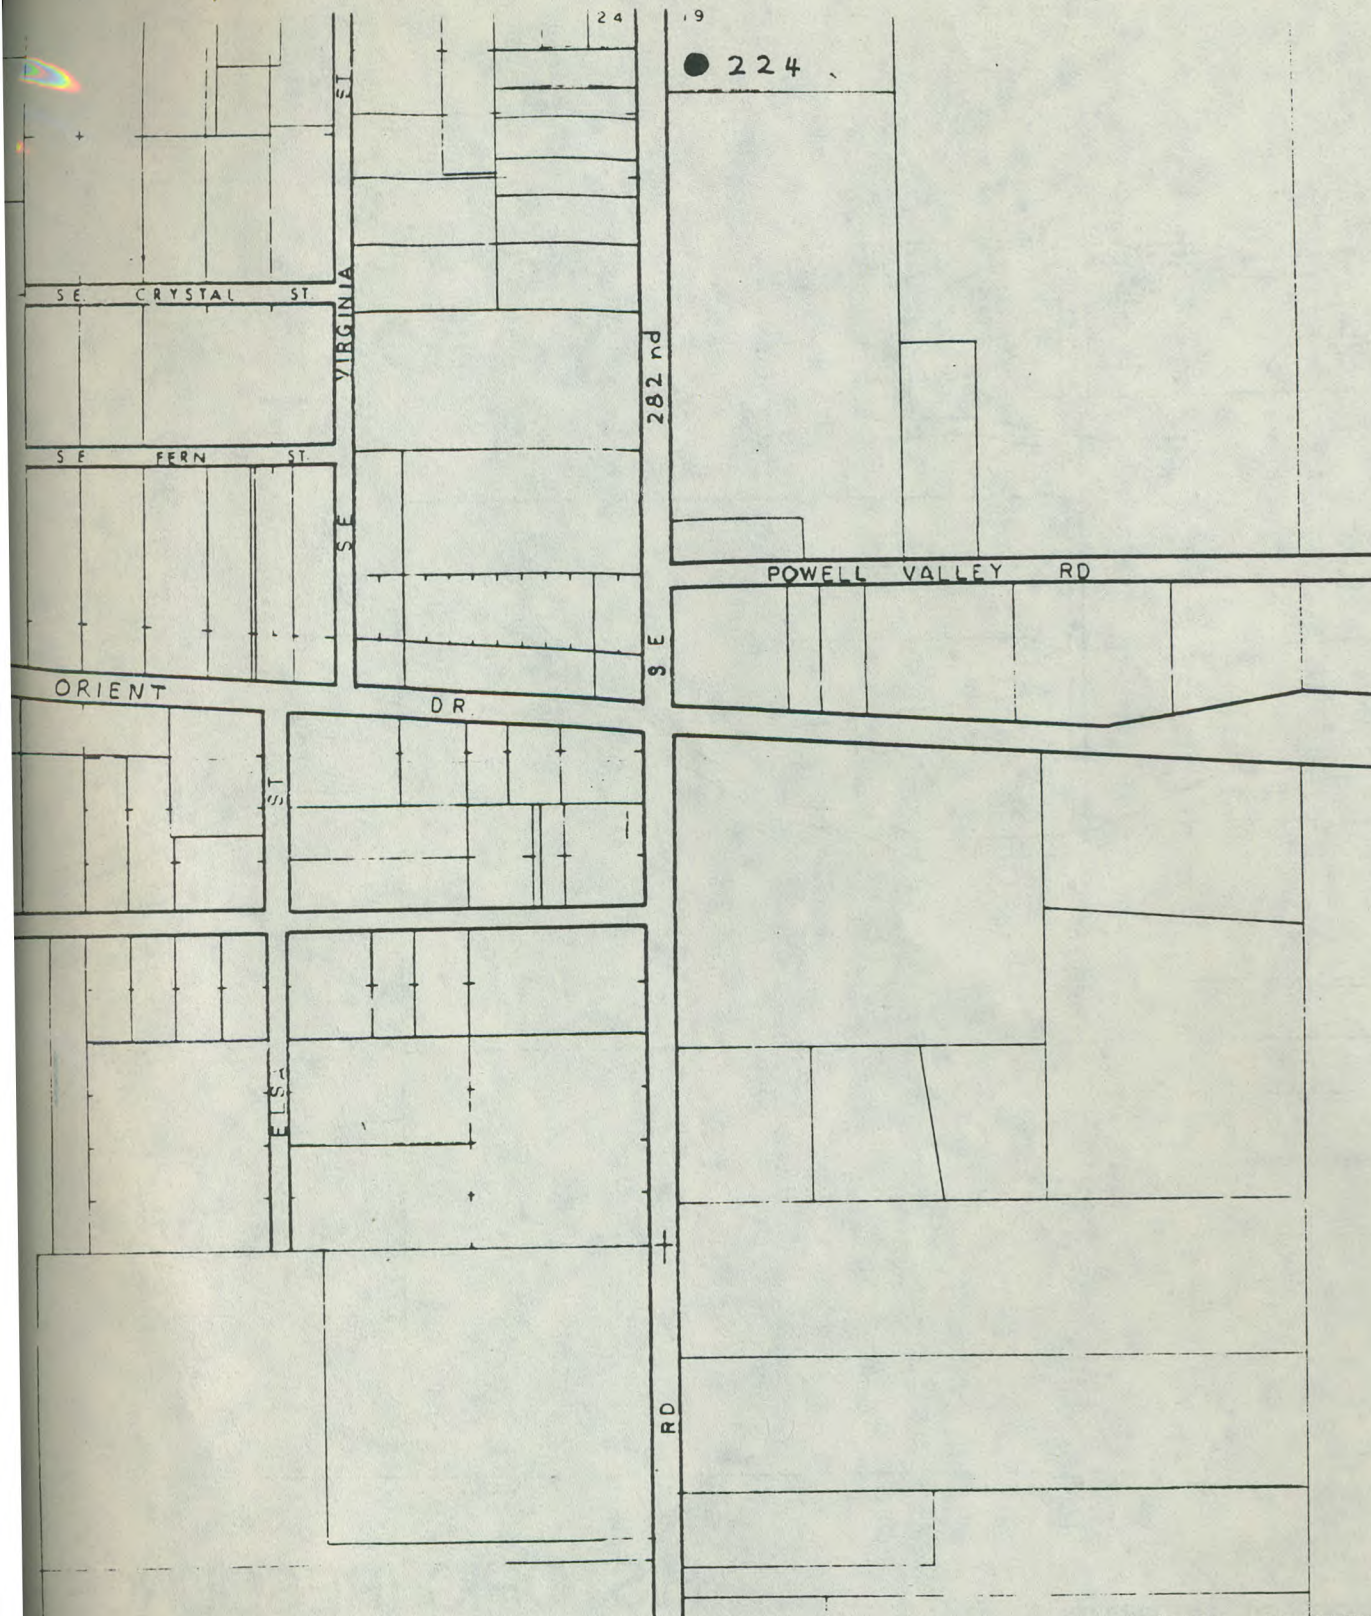 24
19
224
ST
SE CRYSTAL ST.
VIRGINIA
282 nd
SE FERN ST.
SE
POWELL VALLEY RD
SE
ORIENT DR.
ST
ELSA
RD